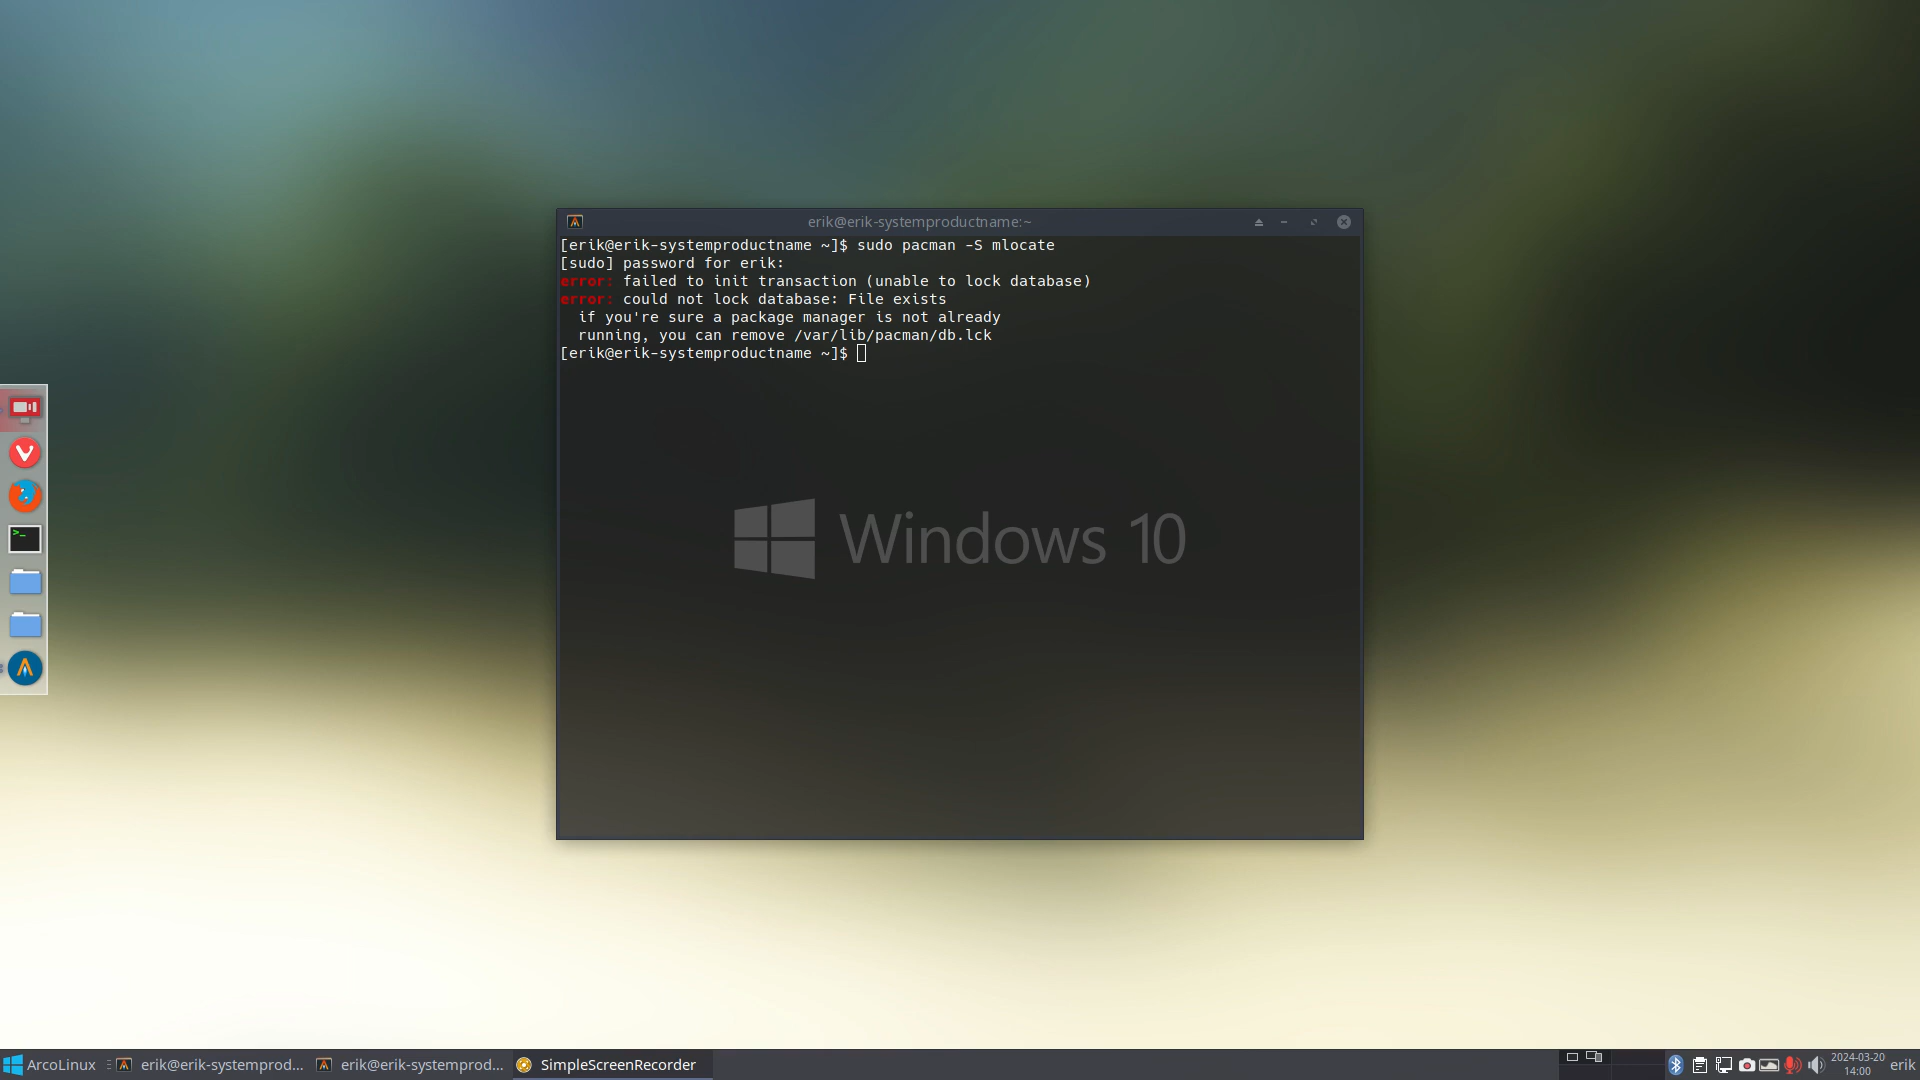 erik@erik-systemproductname:~
[erik@erik-systemproductname ~]$ sudo pacman -S mlocate
[sudo] password for erik:
error: failed to init transaction (unable to lock database)
error: could not lock database: File exists
  if you're sure a package manager is not already
  running, you can remove /var/lib/pacman/db.lck
[erik@erik-systemproductname ~]$
>_
Windows 10
ArcoLinux
erik@erik-systemprod...
erik@erik-systemprod...
SimpleScreenRecorder
2024-03-20
14:00
erik